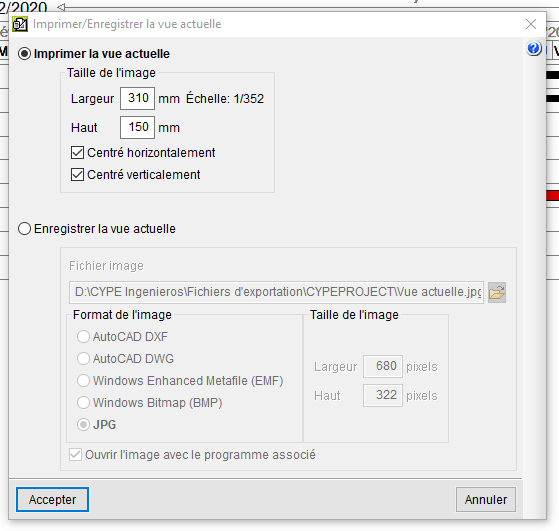 2/2020
Imprimer/Enregistrer la vue actuelle
Imprimer la vue actuelle
Taille de l'image
Largeur 310 mm Échelle: 1/352
Haut 150 mm
Centré horizontalement
Centré verticalement
Enregistrer la vue actuelle
Fichier image
D:\CYPE Ingenieros\Fichiers d'exportation\CYPEPROJECT\Vue actuelle.jpg
Format de l'image
AutoCAD DXF
AutoCAD DWG
Windows Enhanced Metafile (EMF)
Windows Bitmap (BMP)
JPG
Taille de l'image
Largeur 680 pixels
Haut 322 pixels
Ouvrir l'image avec le programme associé
Accepter
Annuler